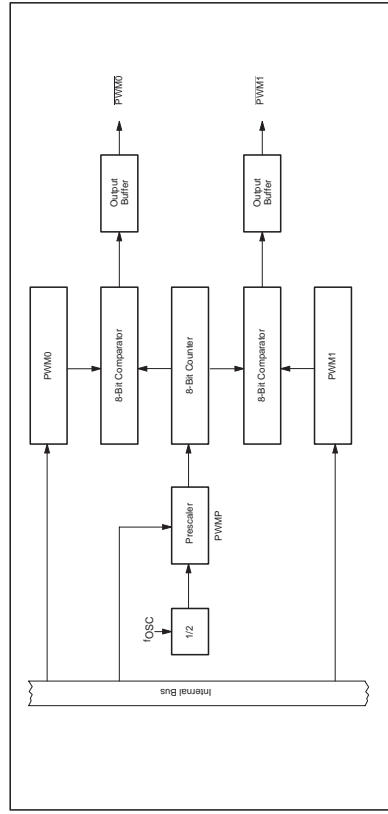 PWM0
8-Bit Comparator
Output
Buffer
PWM0
fOSC
1/2
Prescaler
PWMP
8-Bit Counter
8-Bit Comparator
Output
Buffer
PWM1
PWM1
Internal Bus